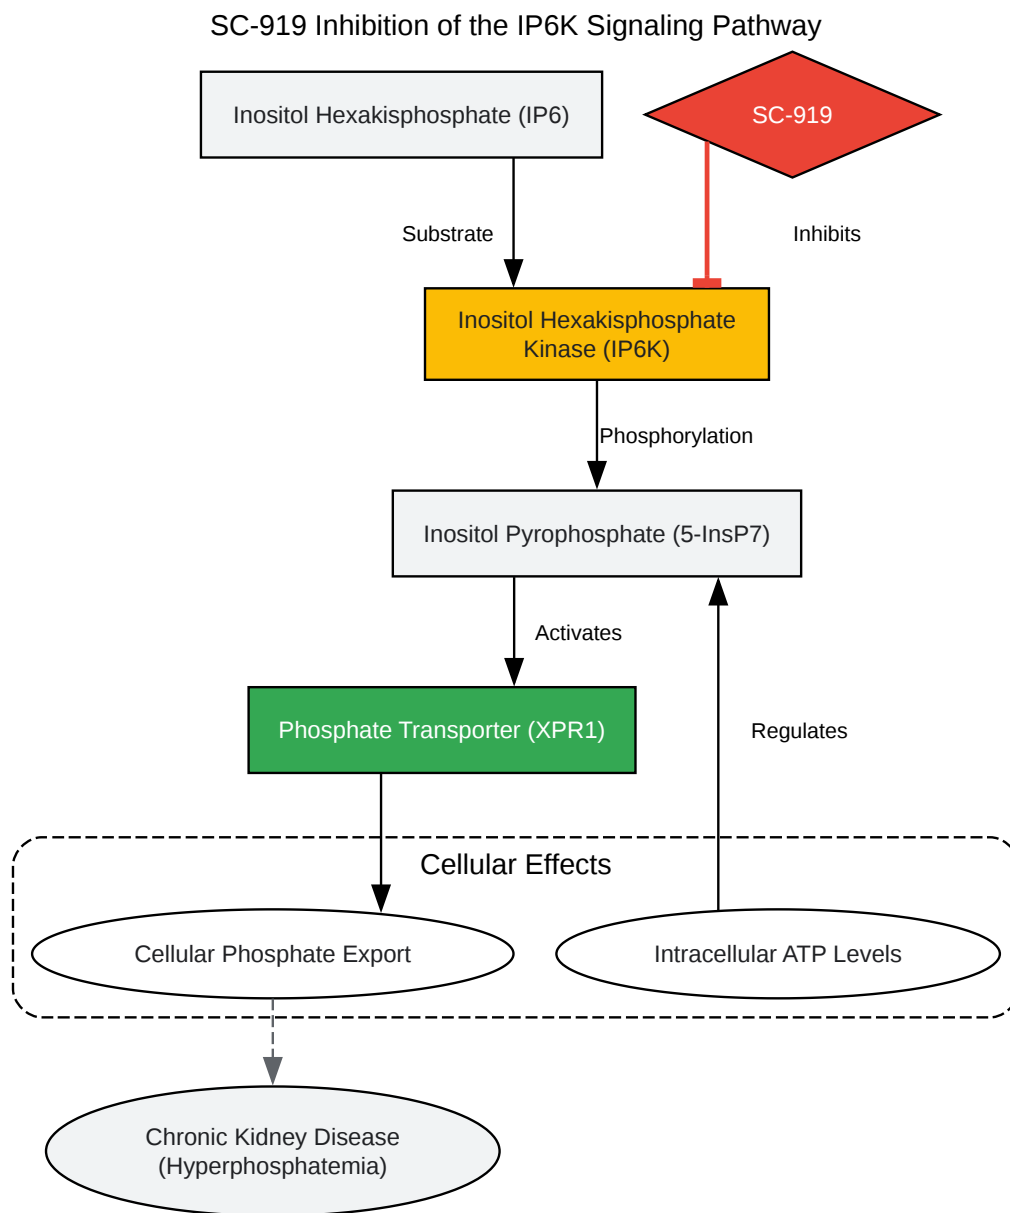 SC-919 Inhibition of the IP6K Signaling Pathway
Inositol Hexakisphosphate (IP6)
SC-919
Substrate
Inhibits
Inositol Hexakisphosphate
Kinase (IP6K)
Phosphorylation
Inositol Pyrophosphate (5-InsP7)
Activates
Phosphate Transporter (XPR1)
Regulates
Cellular Effects
Cellular Phosphate Export
Intracellular ATP Levels
Chronic Kidney Disease
(Hyperphosphatemia)